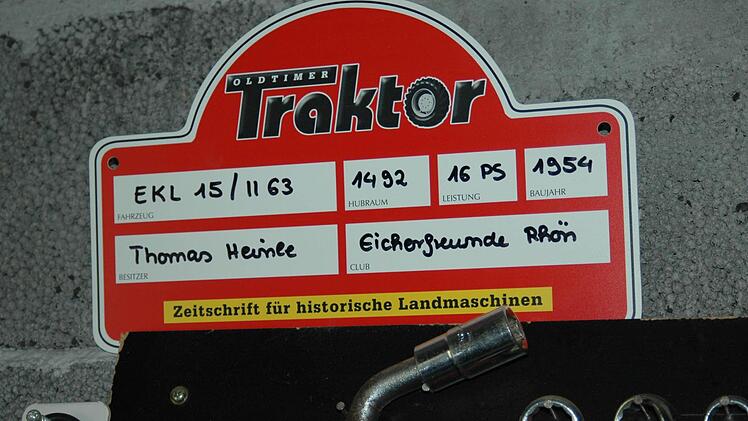 OLDTIMER
Traktor
EKL 15/II 63 1492 16 PS 1954
FAHRZEUG HUBRAUM LEISTUNG BAUJAHR
Thomas Heinle Eicherfreunde Rhön
BESITZER CLUB
Zeitschrift für historische Landmaschinen